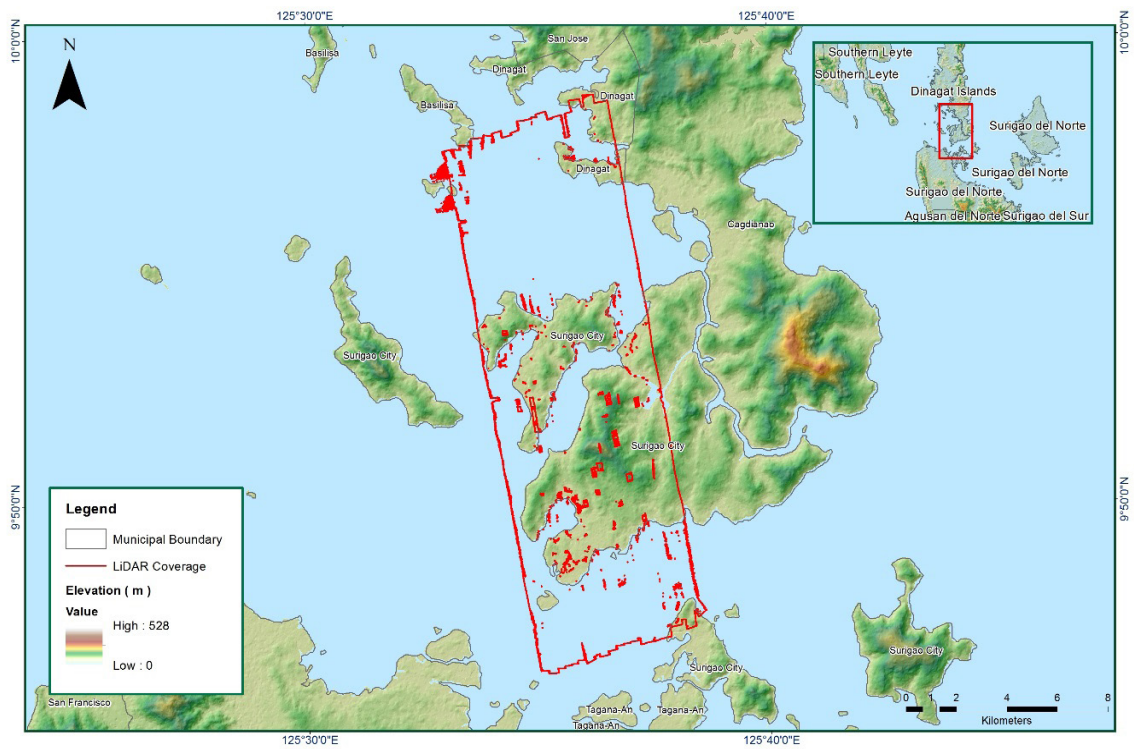 125°30'0"E
125°40'0"E
10°0'0"N
10°0'0"N
N
San Jose
Basilisa
Dinagat
Dinagat
Basilisa
Dinagat
Cagdianao
Surigao City
Surigao City
Surigao City
Surigao City
Surigao City
San Francisco
Tagana-An
Tagana-An
Tagana-An
Southern Leyte
Southern Leyte
Dinagat Islands
Surigao del Norte
Surigao del Norte
Surigao del Norte
Agusan del Norte
Surigao del Sur
9°50'0"N
9°50'0"N
Legend
Municipal Boundary
LiDAR Coverage
Elevation ( m )
Value
High : 528
Low : 0
0 1 2 4 6 8
Kilometers
125°30'0"E
125°40'0"E